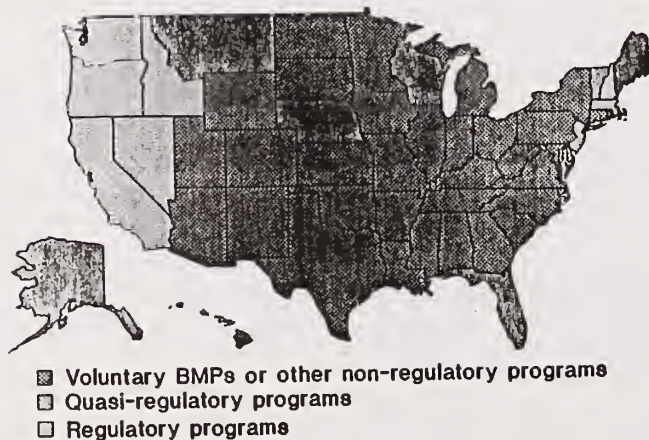 Voluntary BMPs or other non-regulatory programs
Quasi-regulatory programs
Regulatory programs